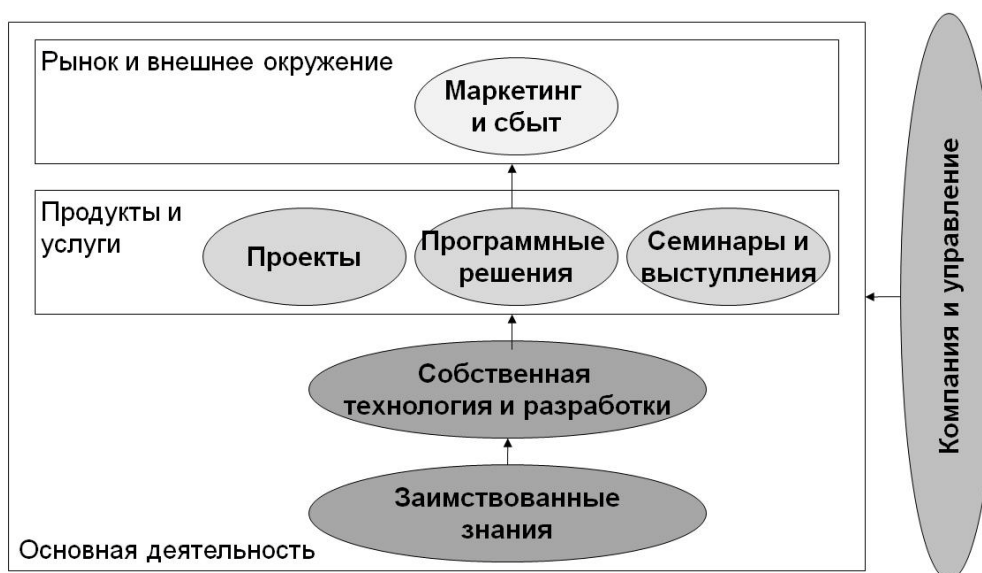 Рынок и внешнее окружение
Маркетинг
и сбыт
Продукты и
услуги
Проекты
Программные
решения
Семинары и
выступления
Собственная
технология и разработки
Заимствованные
знания
Основная деятельность
Компания и управление